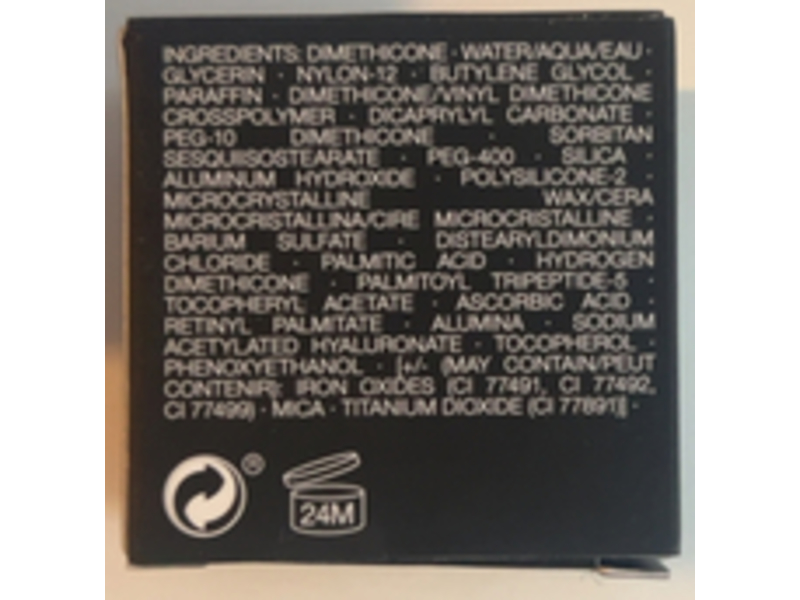 INGREDIENTS: DIMETHICONE · WATER/AQUA/EAU ·
GLYCERIN · NYLON-12 · BUTYLENE GLYCOL ·
PARAFFIN · DIMETHICONE/VINYL DIMETHICONE
CROSSPOLYMER · DICAPRYLYL CARBONATE ·
PEG-10 DIMETHICONE · SORBITAN
SESQUIISOSTEARATE · PEG-400 · SILICA ·
ALUMINUM HYDROXIDE · POLYSILICONE-2 ·
MICROCRYSTALLINE WAX/CERA
MICROCRISTALLINA/CIRE MICROCRISTALLINE ·
BARIUM SULFATE · DISTEARYLDIMONIUM
CHLORIDE · PALMITIC ACID · HYDROGEN
DIMETHICONE · PALMITOYL TRIPEPTIDE-5 ·
TOCOPHERYL ACETATE · ASCORBIC ACID ·
RETINYL PALMITATE · ALUMINA · SODIUM
ACETYLATED HYALURONATE · TOCOPHEROL ·
PHENOXYETHANOL · [+/- (MAY CONTAIN/PEUT
CONTENIR): IRON OXIDES (CI 77491, CI 77492,
CI 77499) · MICA · TITANIUM DIOXIDE (CI 77891)] ·
®
24M